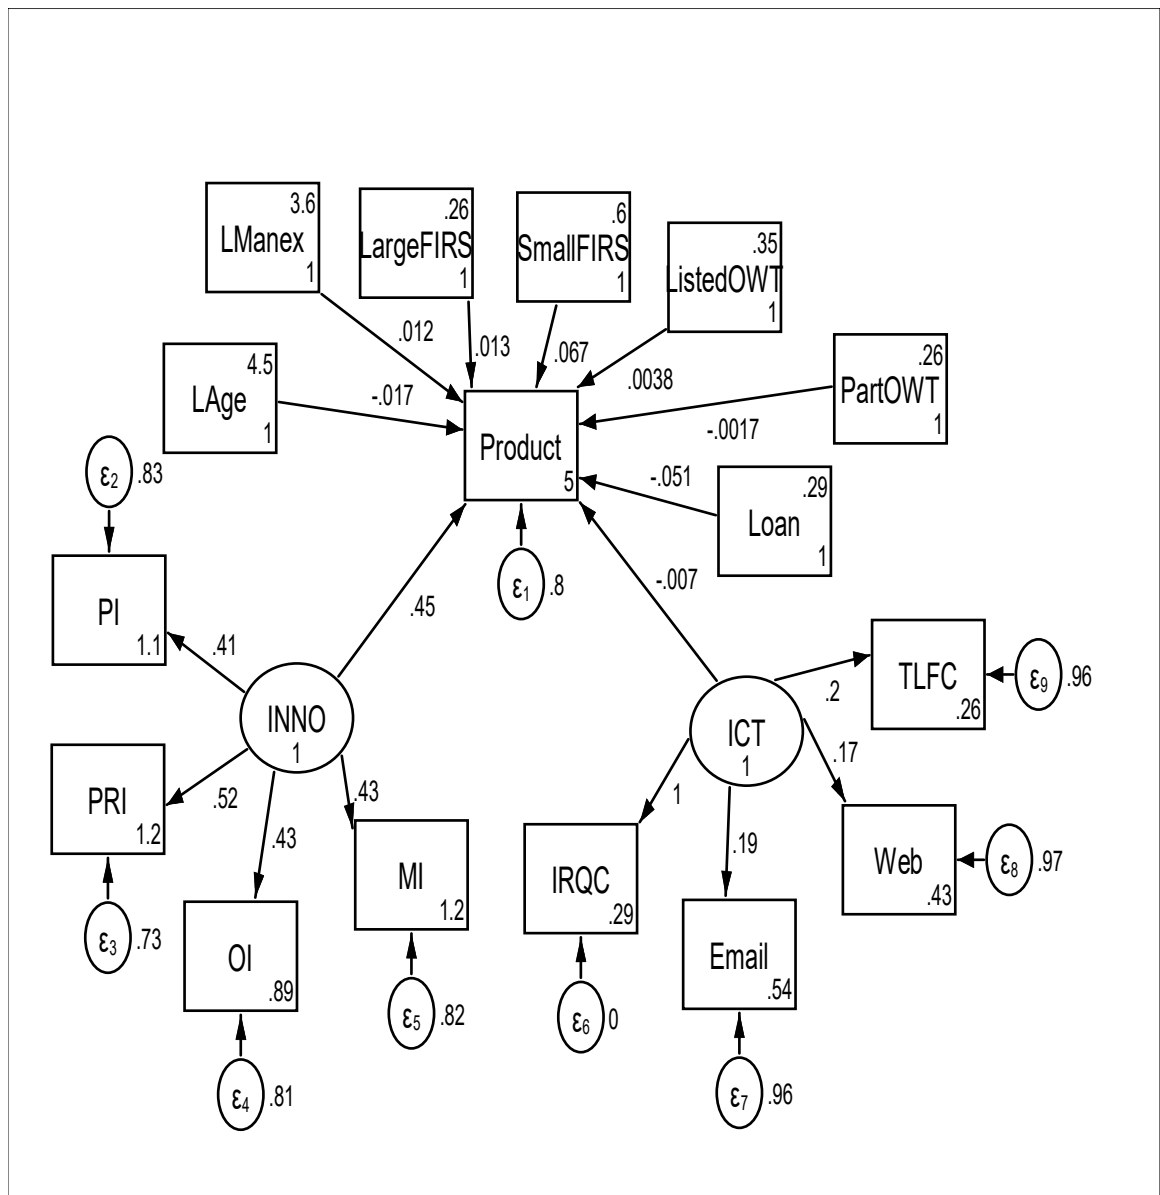 3.6
LManex
1
.26
LargeFIRS
1
.6
SmallFIRS
1
.35
ListedOWT
1
.012
.013
.067
.0038
4.5
LAge
1
-.017
.26
PartOWT
1
-.0017
Product
5
-.051
.29
Loan
1
ε2
.83
ε1
.8
-.007
.45
PI
1.1
.41
INNO
1
ICT
1
.2
TLFC
.26
ε9
.96
.17
PRI
1.2
.52
.43
.43
1
.19
MI
1.2
IRQC
.29
Web
.43
ε8
.97
ε3
.73
OI
.89
Email
.54
ε5
.82
ε6
0
ε4
.81
ε7
.96